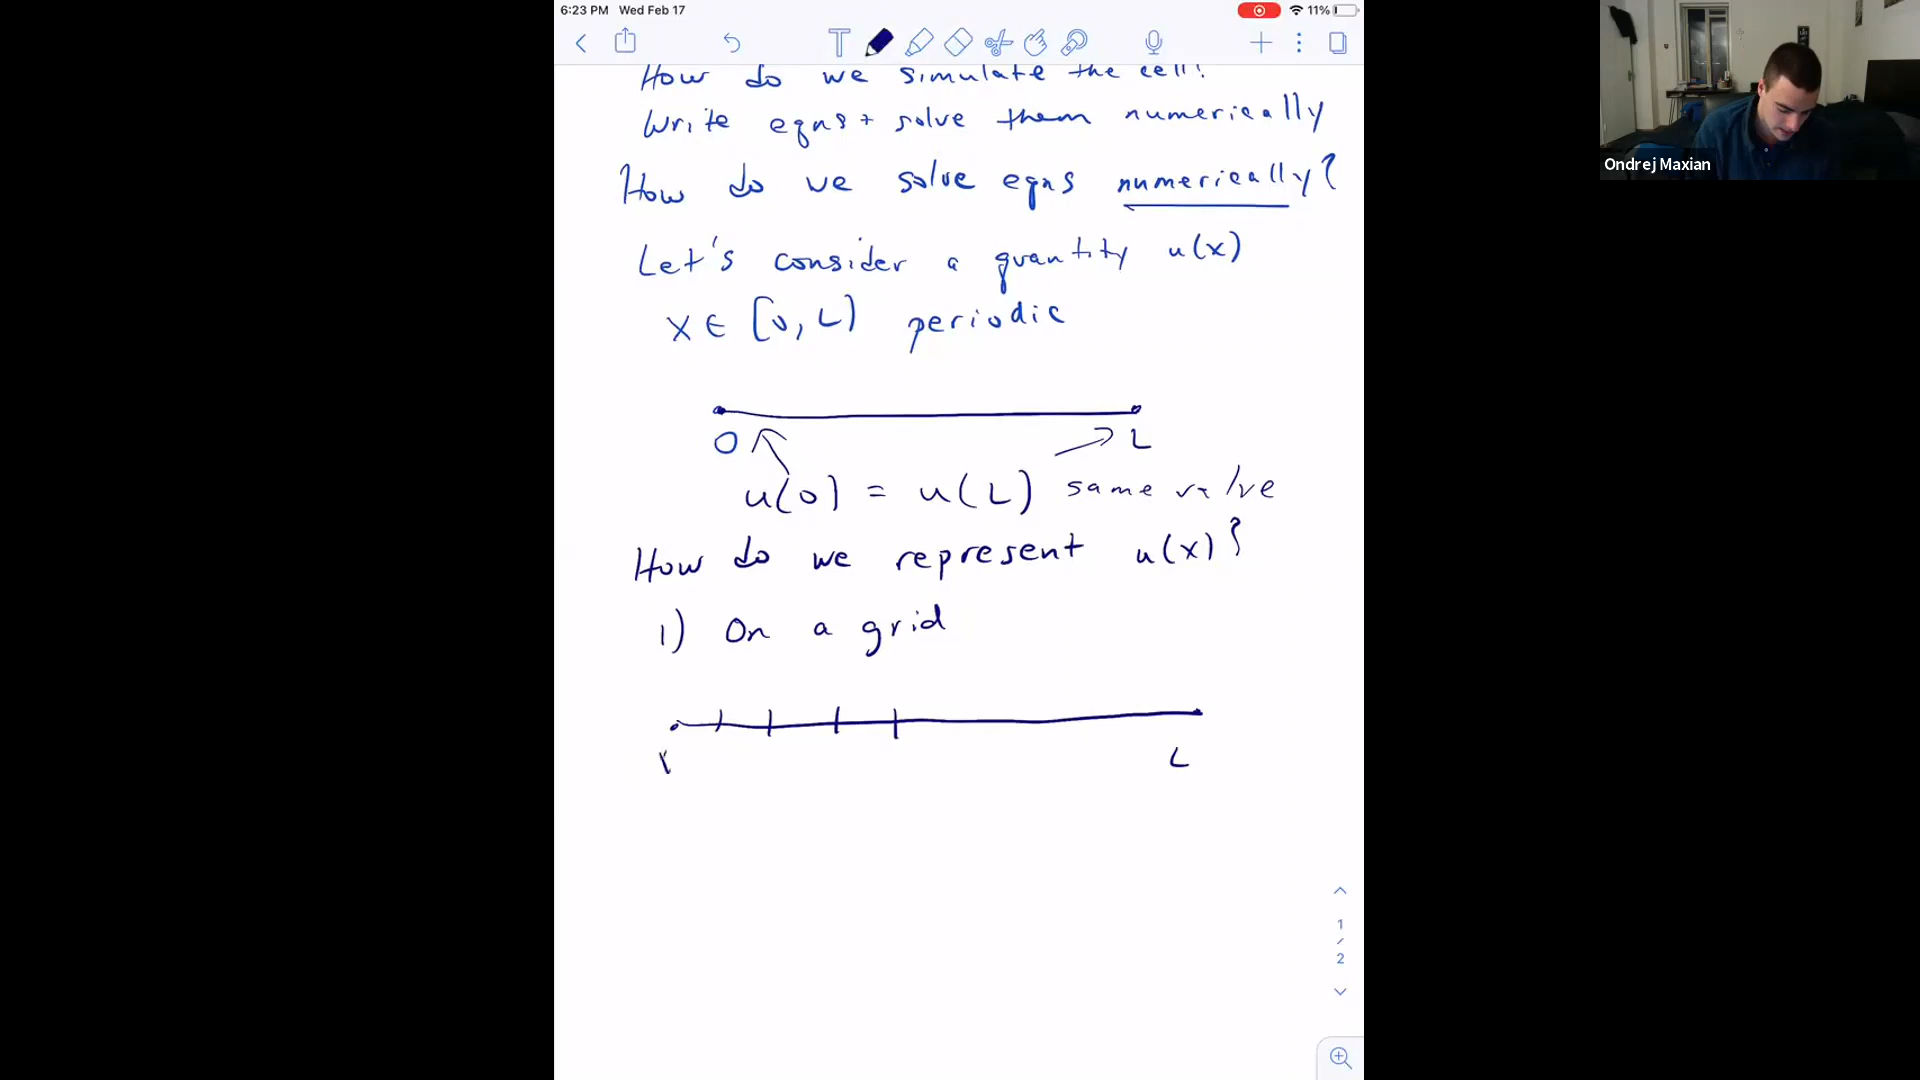 6:23 PM Wed Feb 17
11%
How do we simulate the cell?
Write eqns + solve them numerically
How do we solve eqns numerically?
Let's consider a quantity u(x)
x ∈ [0, L) periodic
0 L
u(0) = u(L) same value
How do we represent u(x)?
1) On a grid
L
1
/
2
Ondrej Maxian